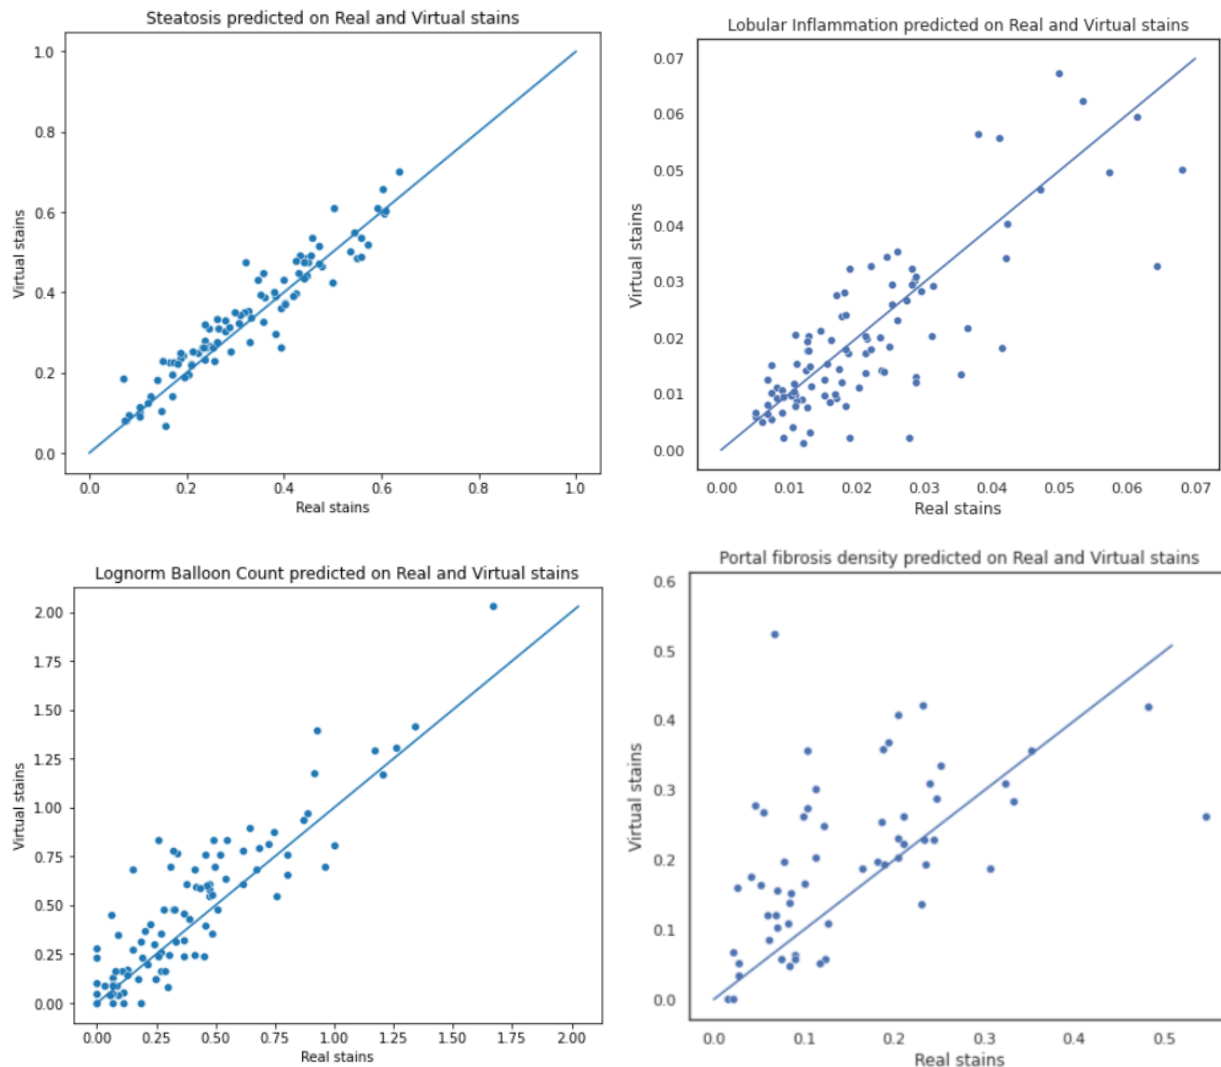 Steatosis predicted on Real and Virtual stains
1.0
0.8
0.6
0.4
0.2
0.0
Virtual stains
0.0 0.2 0.4 0.6 0.8 1.0
Real stains
Lobular Inflammation predicted on Real and Virtual stains
0.07
0.06
0.05
0.04
0.03
0.02
0.01
0.00
Virtual stains
0.00 0.01 0.02 0.03 0.04 0.05 0.06 0.07
Real stains
Lognorm Balloon Count predicted on Real and Virtual stains
2.00
1.75
1.50
1.25
1.00
0.75
0.50
0.25
0.00
Virtual stains
0.00 0.25 0.50 0.75 1.00 1.25 1.50 1.75 2.00
Real stains
Portal fibrosis density predicted on Real and Virtual stains
0.6
0.5
0.4
0.3
0.2
0.1
0.0
Virtual stains
0.0 0.1 0.2 0.3 0.4 0.5
Real stains